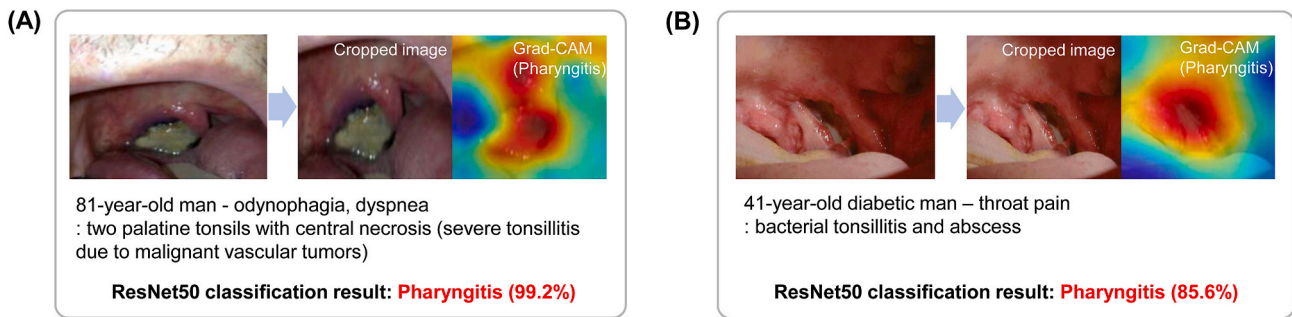 (A)
Cropped image
Grad-CAM
(Pharyngitis)
81-year-old man - odynophagia, dyspnea
: two palatine tonsils with central necrosis (severe tonsillitis
due to malignant vascular tumors)
ResNet50 classification result: Pharyngitis (99.2%)
(B)
Cropped image
Grad-CAM
(Pharyngitis)
41-year-old diabetic man – throat pain
: bacterial tonsillitis and abscess
ResNet50 classification result: Pharyngitis (85.6%)